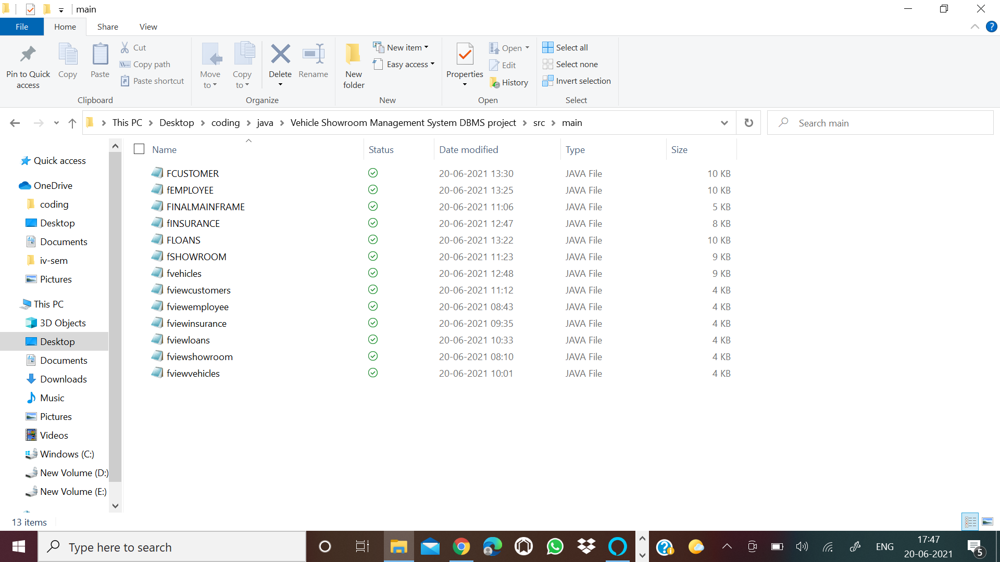 main
File Home Share View
Pin to Quick access
Copy
Paste
Cut
Copy path
Paste shortcut
Clipboard
Move to
Copy to
Delete
Rename
Organize
New folder
New item
Easy access
New
Properties
Open
Edit
History
Open
Select all
Select none
Invert selection
Select
This PC Desktop coding java Vehicle Showroom Management System DBMS project src main
Search main
Quick access
OneDrive
coding
Desktop
Documents
iv-sem
Pictures
This PC
3D Objects
Desktop
Documents
Downloads
Music
Pictures
Videos
Windows (C:)
New Volume (D:)
New Volume (E:)
Name Status Date modified Type Size
FCUSTOMER 20-06-2021 13:30 JAVA File 10 KB
fEMPLOYEE 20-06-2021 13:25 JAVA File 10 KB
FINALMAINFRAME 20-06-2021 11:06 JAVA File 5 KB
fINSURANCE 20-06-2021 12:47 JAVA File 8 KB
FLOANS 20-06-2021 13:22 JAVA File 10 KB
fSHOWROOM 20-06-2021 11:23 JAVA File 9 KB
fvehicles 20-06-2021 12:48 JAVA File 9 KB
fviewcustomers 20-06-2021 11:12 JAVA File 4 KB
fviewemployee 20-06-2021 08:43 JAVA File 4 KB
fviewinsurance 20-06-2021 09:35 JAVA File 4 KB
fviewloans 20-06-2021 10:33 JAVA File 4 KB
fviewshowroom 20-06-2021 08:10 JAVA File 4 KB
fviewvehicles 20-06-2021 10:01 JAVA File 4 KB
13 items
Type here to search
ENG
17:47
20-06-2021
5